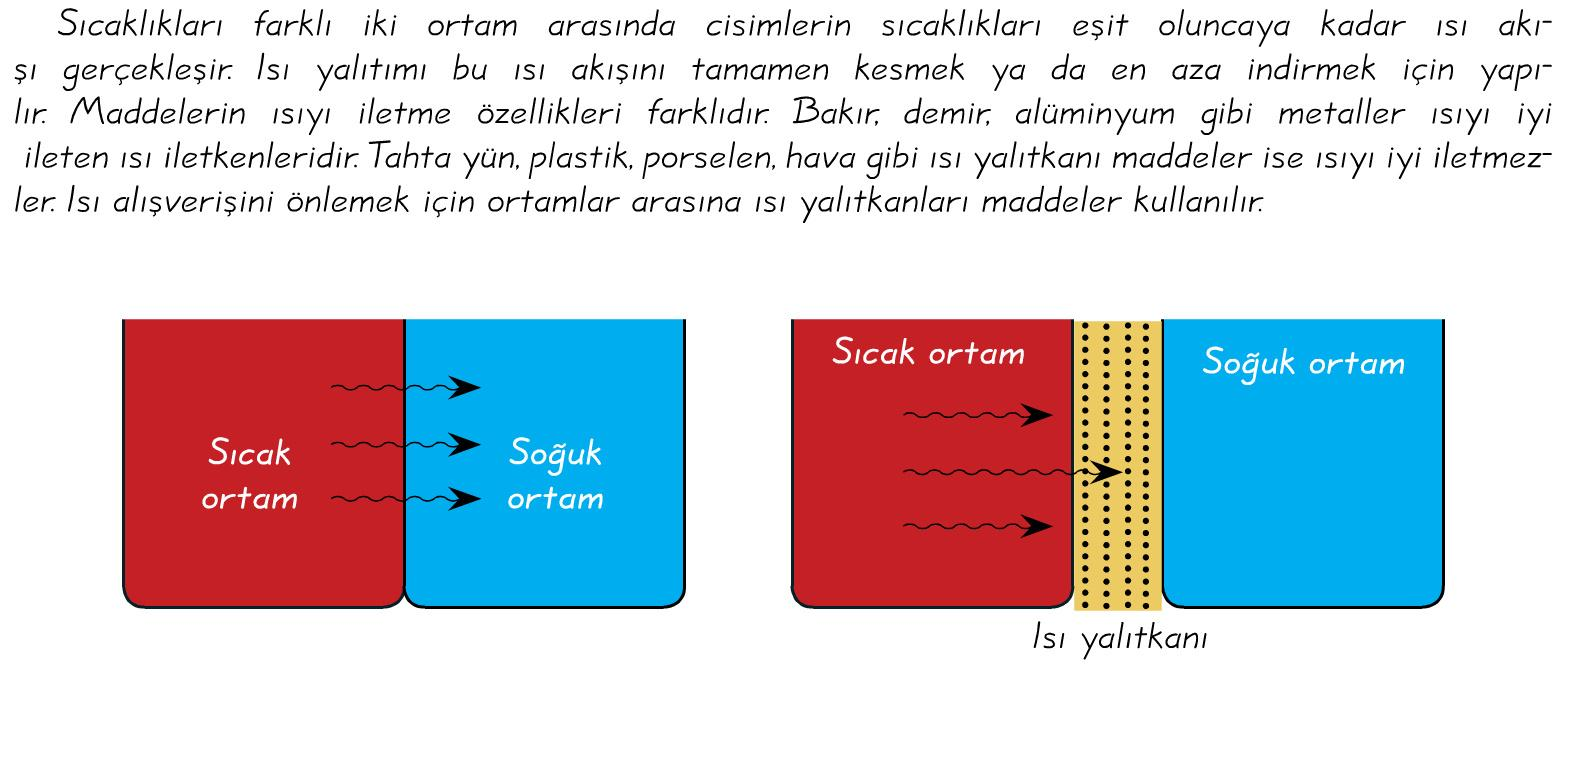 Sıcaklıkları farklı iki ortam arasında cisimlerin sıcaklıkları eşit oluncaya kadar ısı akı-
şı gerçekleşir. Isı yalıtımı bu ısı akışını tamamen kesmek ya da en aza indirmek için yapı-
lır. Maddelerin ısıyı iletme özellikleri farklıdır. Bakır, demir, alüminyum gibi metaller ısıyı iyi
ileten ısı iletkenleridir. Tahta yün, plastik, porselen, hava gibi ısı yalıtkanı maddeler ise ısıyı iyi iletmez-
ler. Isı alışverişini önlemek için ortamlar arasına ısı yalıtkanları maddeler kullanılır.
Sıcak
ortam
Soğuk
ortam
Sıcak ortam
Soğuk ortam
Isı yalıtkanı